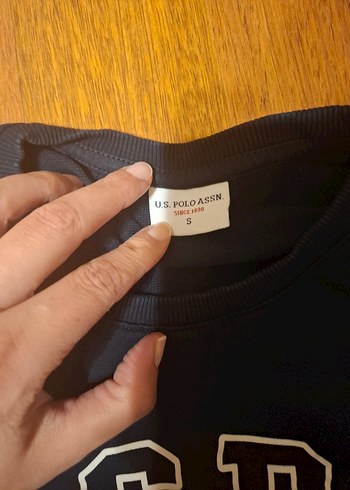 U.S. POLO ASSN.
SINCE 1890
S